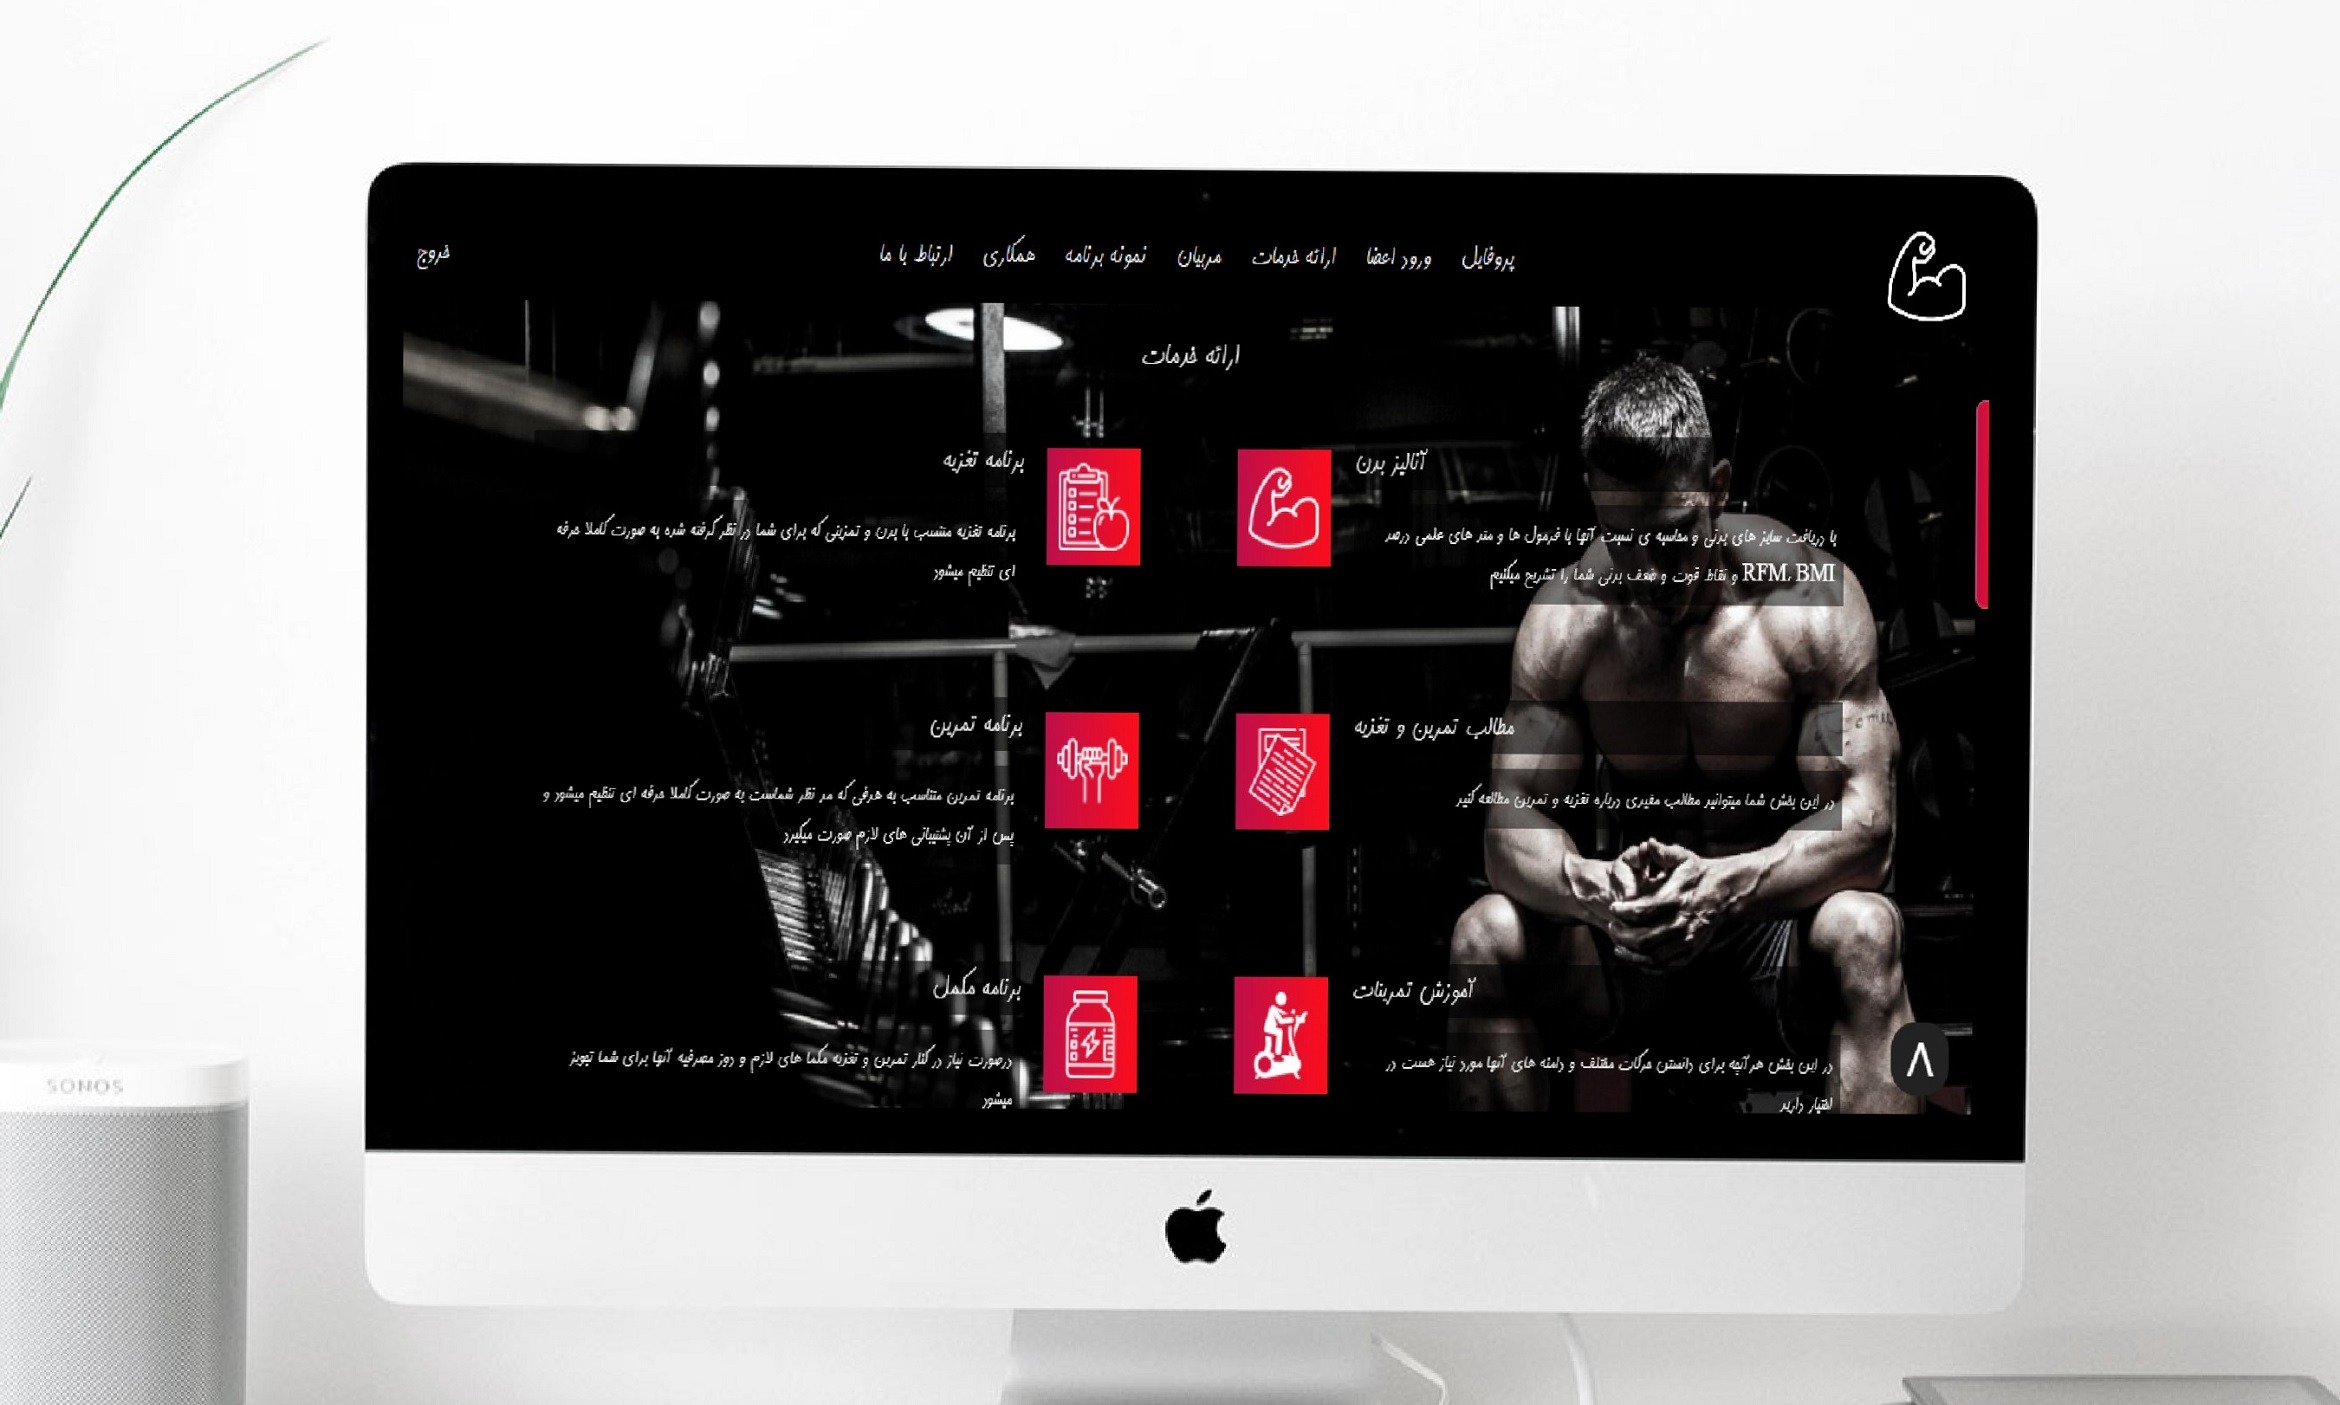 پروفایل
ورود اعضا
ارائه خدمات
مربیان
نمونه برنامه
همکاری
ارتباط با ما
خروج
ارائه خدمات
آنالیز بدن
با دریافت سایز های بدنی و محاسبه ی نسبت آنها با فرمول ها و متد های علمی درصد
RFM، BMI و نقاط قوت و ضعف بدنی شما را تشریح میکنیم
برنامه تغزیه
برنامه تغزیه متنسب با بدن و تمرینی که برای شما در نظر گرفته شده به صورت کاملا حرفه
ای تنظیم میشود
مطالب تمرین و تغزیه
در این بخش شما میتوانید مطالب مفیدی درباره تغزیه و تمرین مطالعه کنید
برنامه تمرین
برنامه تمرین متناسب به هدفی که مد نظر شماست به صورت کاملا حرفه ای تنظیم میشود و
پس از آن پشتیبانی های لازم صورت میگیرد
آموزش تمرینات
در این بخش هرآنچه برای دانستن حرکات مختلف و دامنه های آنها مورد نیاز هست در
اختیار دارید
برنامه مکمل
درصورت نیاز در کنار تمرین و تغزیه مکما های لازم و دوز مصرفیه آنها برای شما تجویز
میشود
SONOS